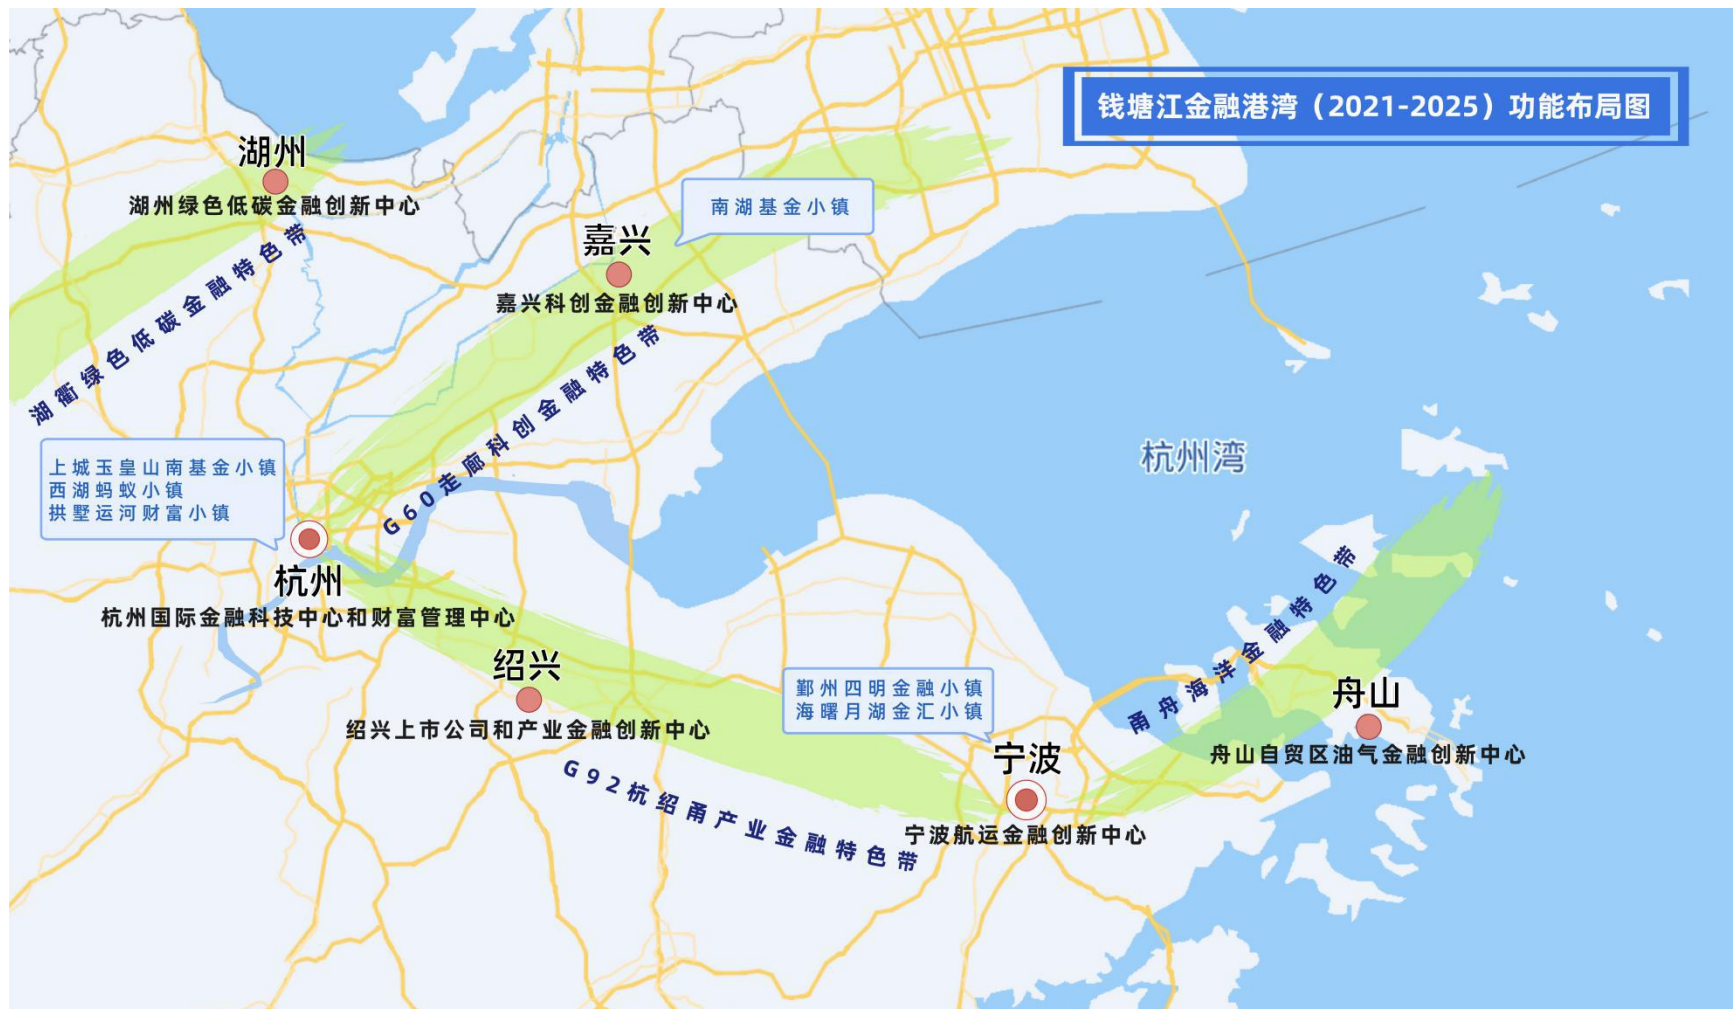 钱塘江金融港湾（2021-2025）功能布局图
湖州
湖州绿色低碳金融创新中心
湖衢绿色低碳金融特色带
南湖基金小镇
嘉兴
嘉兴科创金融创新中心
G60走廊科创金融特色带
上城玉皇山南基金小镇
西湖蚂蚁小镇
拱墅运河财富小镇
杭州
杭州国际金融科技中心和财富管理中心
杭州湾
绍兴
绍兴上市公司和产业金融创新中心
G92杭绍甬产业金融特色带
鄞州四明金融小镇
海曙月湖金汇小镇
宁波
宁波航运金融创新中心
甬舟海洋金融特色带
舟山
舟山自贸区油气金融创新中心